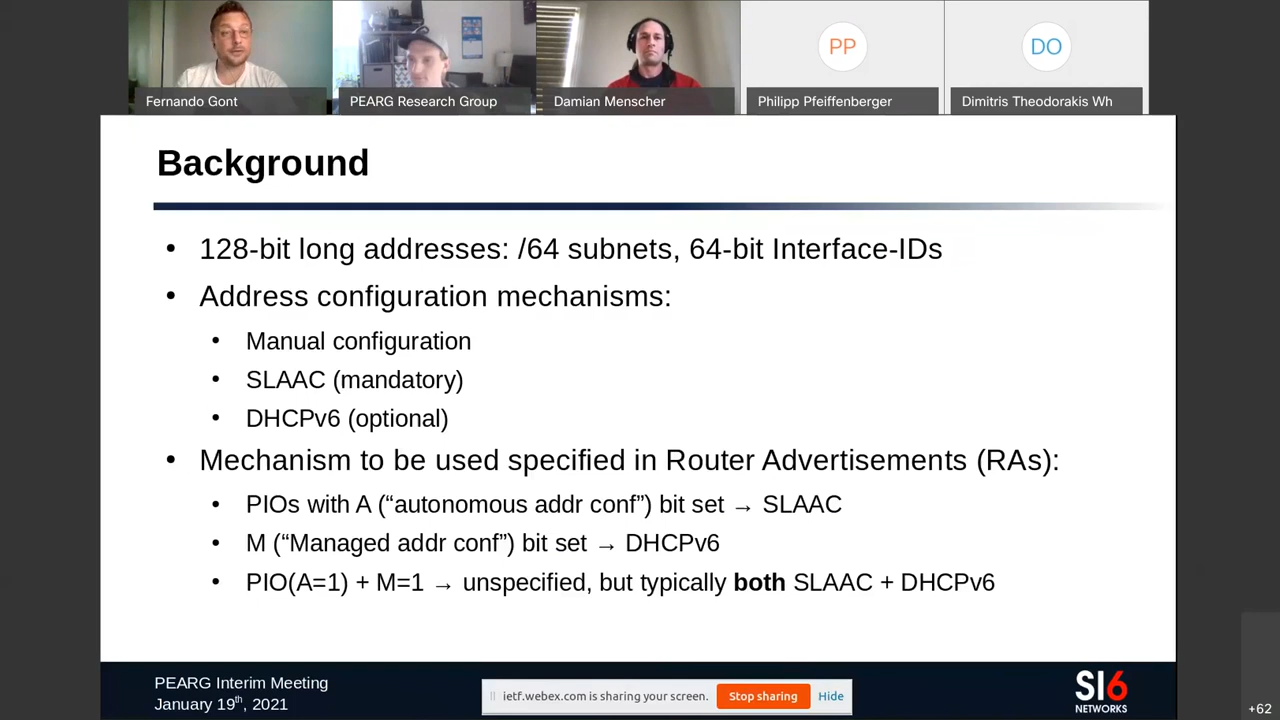 Fernando Gont
PEARG Research Group
Damian Menscher
PP
Philipp Pfeiffenberger
DO
Dimitris Theodorakis Wh
Background
• 128-bit long addresses: /64 subnets, 64-bit Interface-IDs
• Address configuration mechanisms:
• Manual configuration
• SLAAC (mandatory)
• DHCPv6 (optional)
• Mechanism to be used specified in Router Advertisements (RAs):
• PIOs with A (“autonomous addr conf”) bit set → SLAAC
• M (“Managed addr conf”) bit set → DHCPv6
• PIO(A=1) + M=1 → unspecified, but typically both SLAAC + DHCPv6
PEARG Interim Meeting
January 19th, 2021
ietf.webex.com is sharing your screen.
Stop sharing
Hide
SI6
NETWORKS
+62